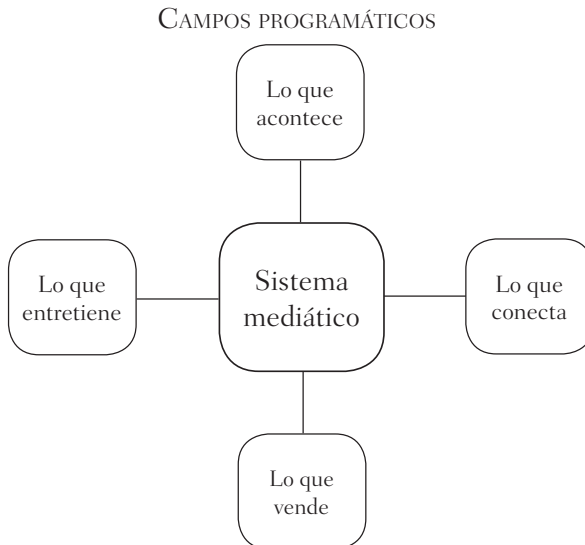 CAMPOS PROGRAMÁTICOS
Lo que
acontece
Lo que
entretiene
Sistema
mediático
Lo que
conecta
Lo que
vende